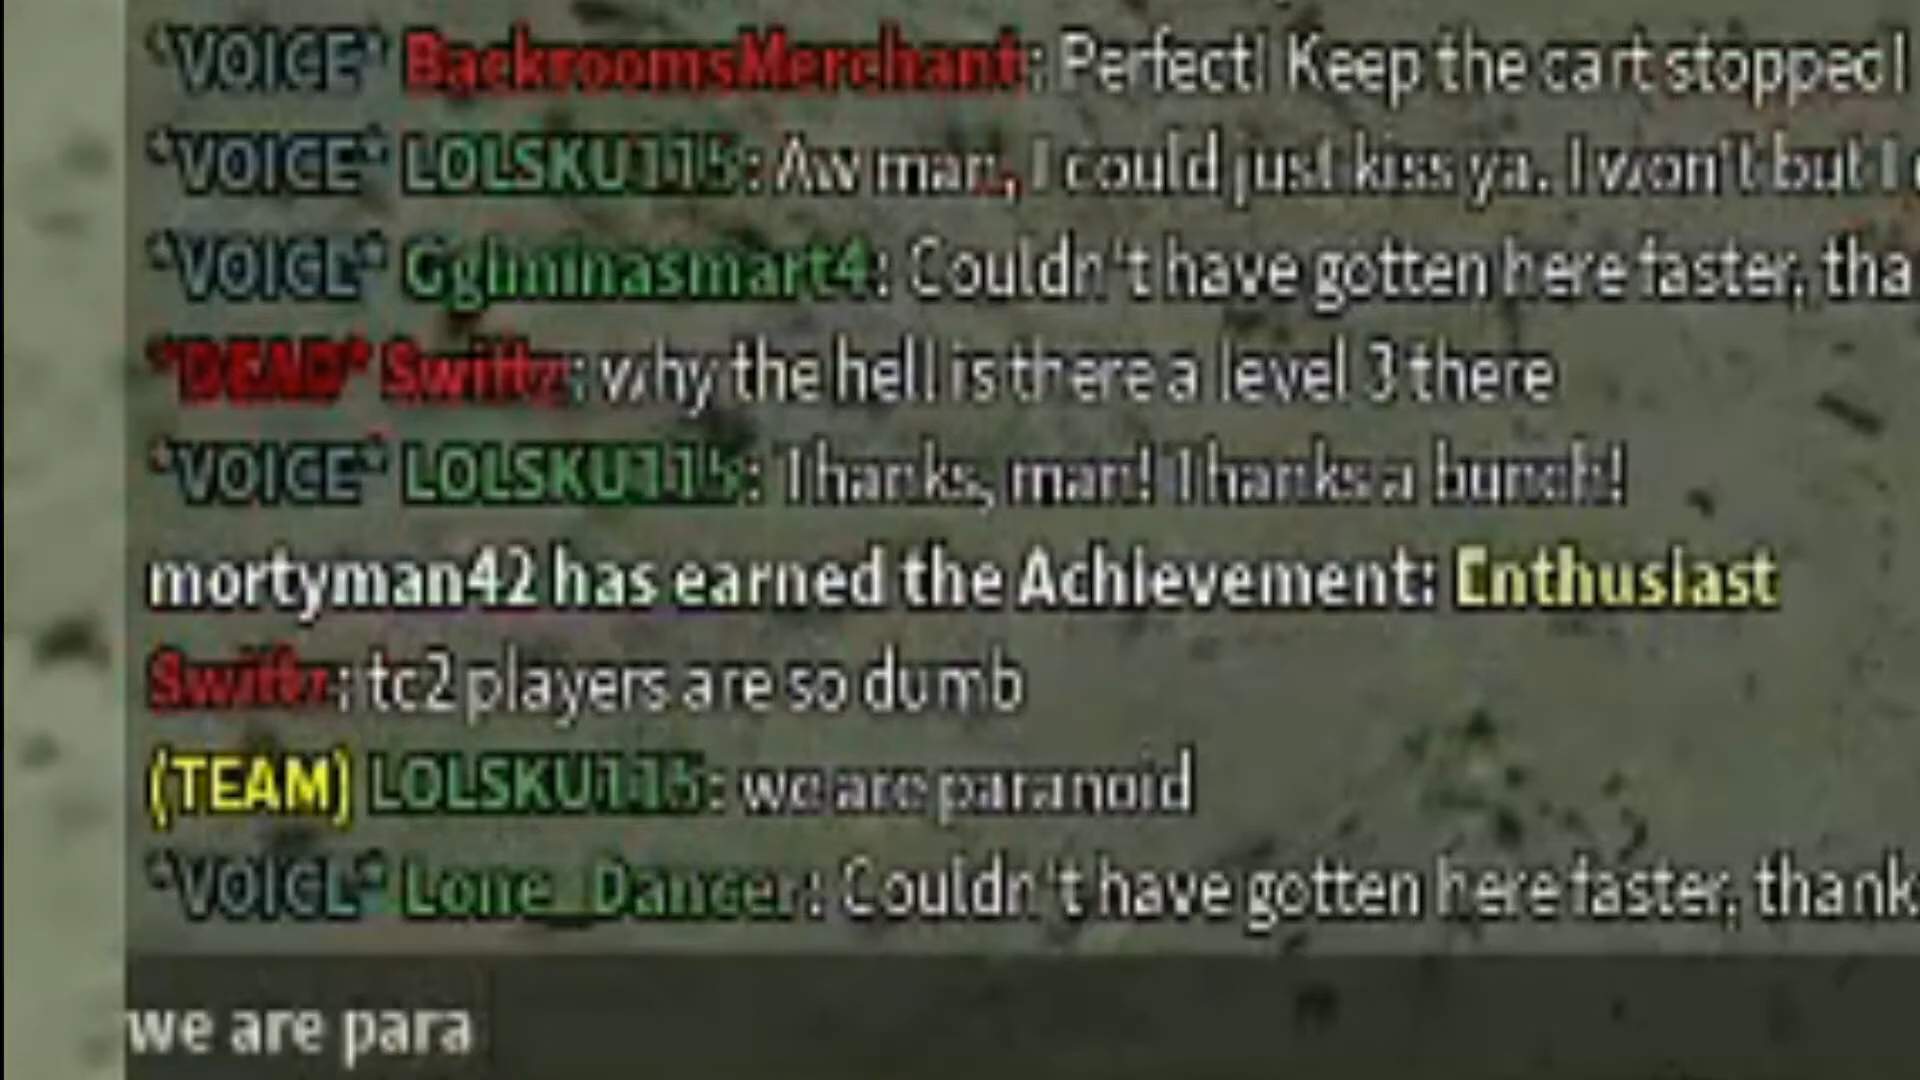 *VOICE* BackroomsMerchant: Perfect! Keep the cart stopped!
*VOICE* LOLSKU115: Aw man, I could just kiss ya. I won't but I
*VOICE* : Couldn't have gotten here faster, tha
*DEAD* Swiftz: why the hell is there a level 3 there
*VOICE* LOLSKU115: Thanks, man! Thanks a bunch!
mortyman42 has earned the Achievement: Enthusiast
Swiftz: tc2 players are so dumb
(TEAM) LOLSKU115: we are paranoid
*VOICE* Lone_Dancer: Couldn't have gotten here faster, thank
we are para